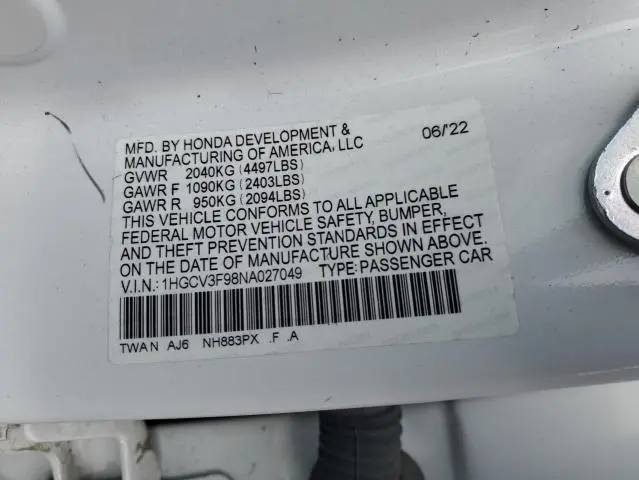 MFD. BY HONDA DEVELOPMENT & 06/'22
MANUFACTURING OF AMERICA, LLC
GVWR 2040KG (4497LBS)
GAWR F 1090KG (2403LBS)
GAWR R 950KG (2094LBS)
THIS VEHICLE CONFORMS TO ALL APPLICABLE
FEDERAL MOTOR VEHICLE SAFETY, BUMPER,
AND THEFT PREVENTION STANDARDS IN EFFECT
ON THE DATE OF MANUFACTURE SHOWN ABOVE.
V.I.N.: 1HGCV3F98NA027049 TYPE: PASSENGER CAR
TWAN AJ6 NH883PX .F .A